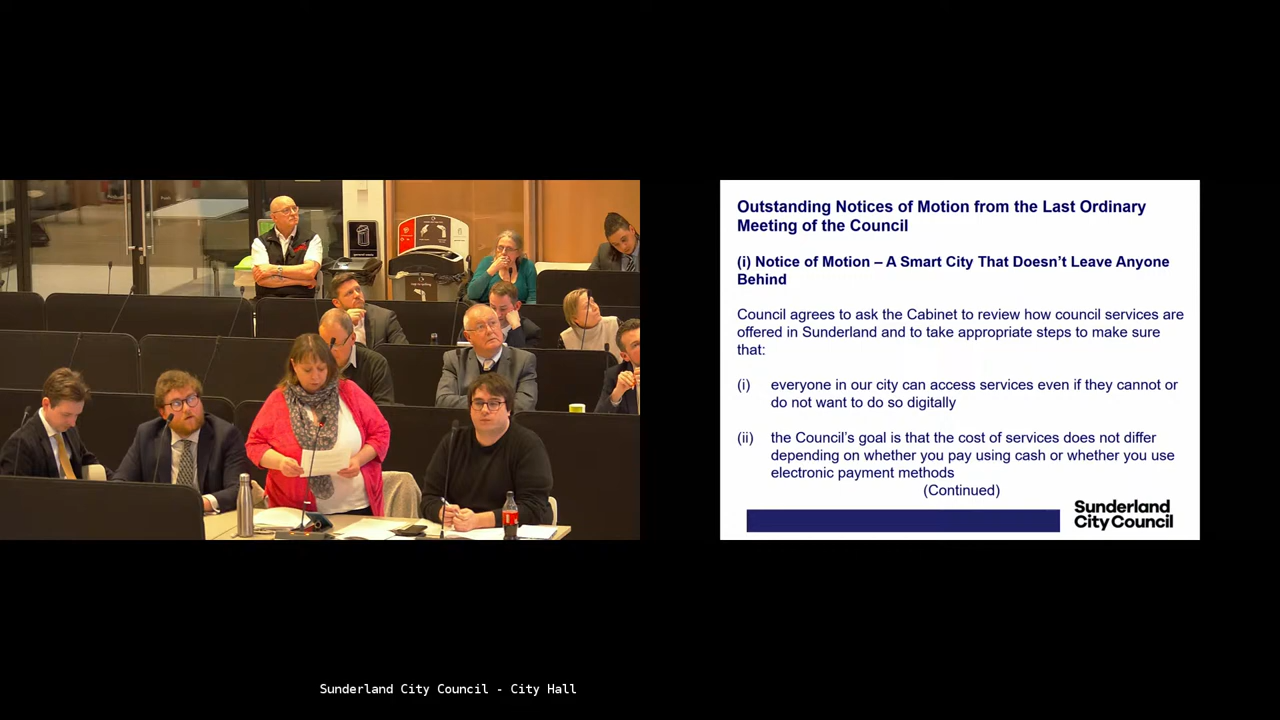 Outstanding Notices of Motion from the Last Ordinary
Meeting of the Council
(i) Notice of Motion – A Smart City That Doesn't Leave Anyone
Behind
Council agrees to ask the Cabinet to review how council services are
offered in Sunderland and to take appropriate steps to make sure
that:
(i) everyone in our city can access services even if they cannot or
do not want to do so digitally
(ii) the Council's goal is that the cost of services does not differ
depending on whether you pay using cash or whether you use
electronic payment methods
(Continued)
Sunderland
City Council
Sunderland City Council - City Hall